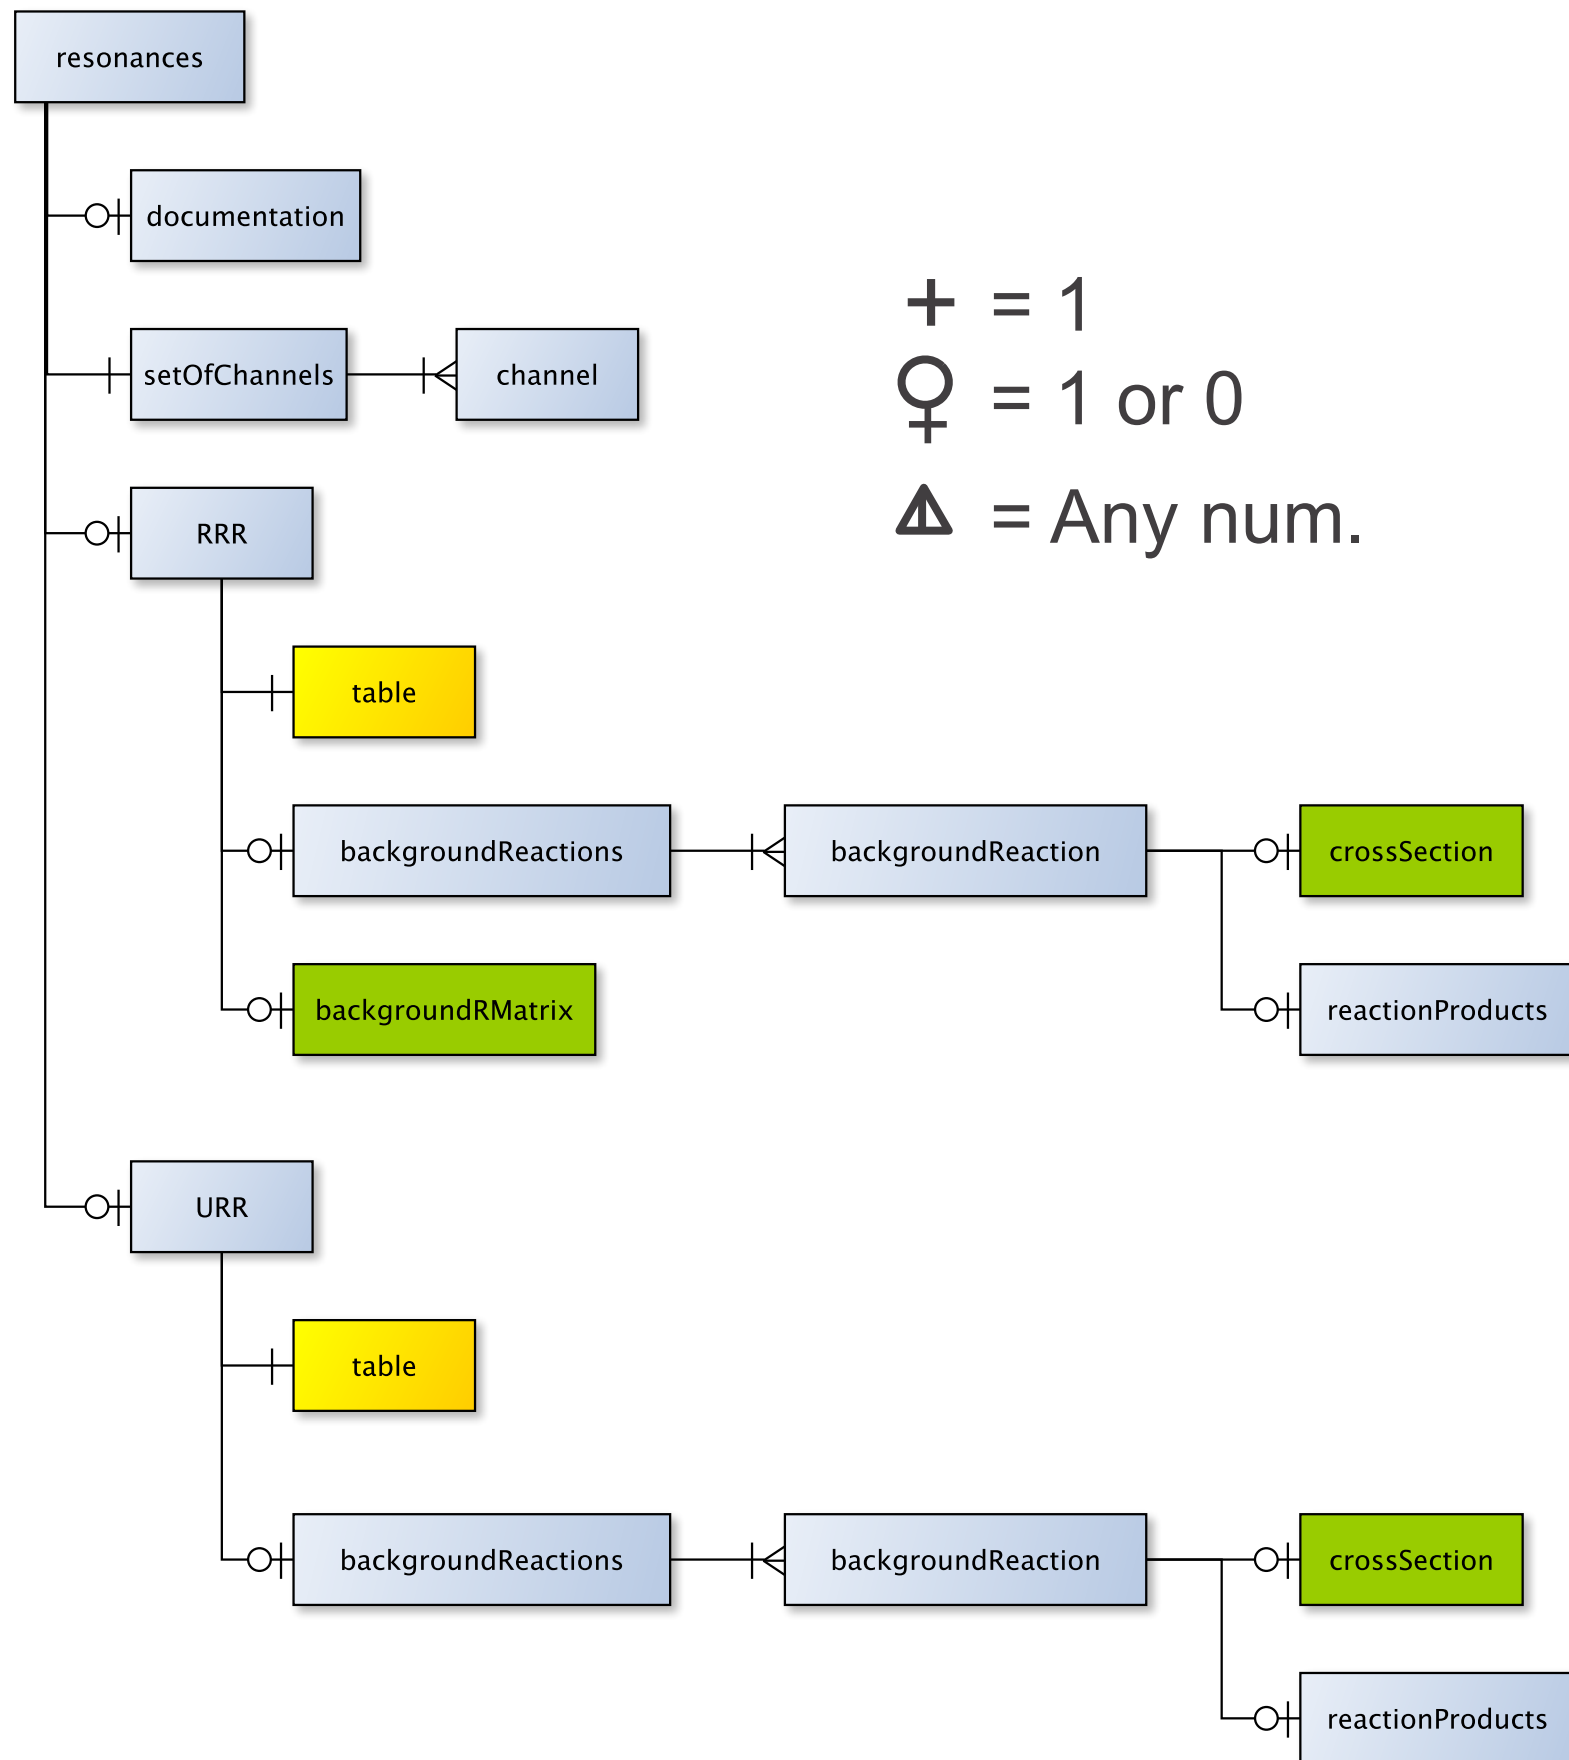 resonances
documentation
setOfChannels
channel
= 1
= 1 or 0
= Any num.
RRR
table
backgroundReactions
backgroundReaction
crossSection
backgroundRMatrix
reactionProducts
URR
table
backgroundReactions
backgroundReaction
crossSection
reactionProducts